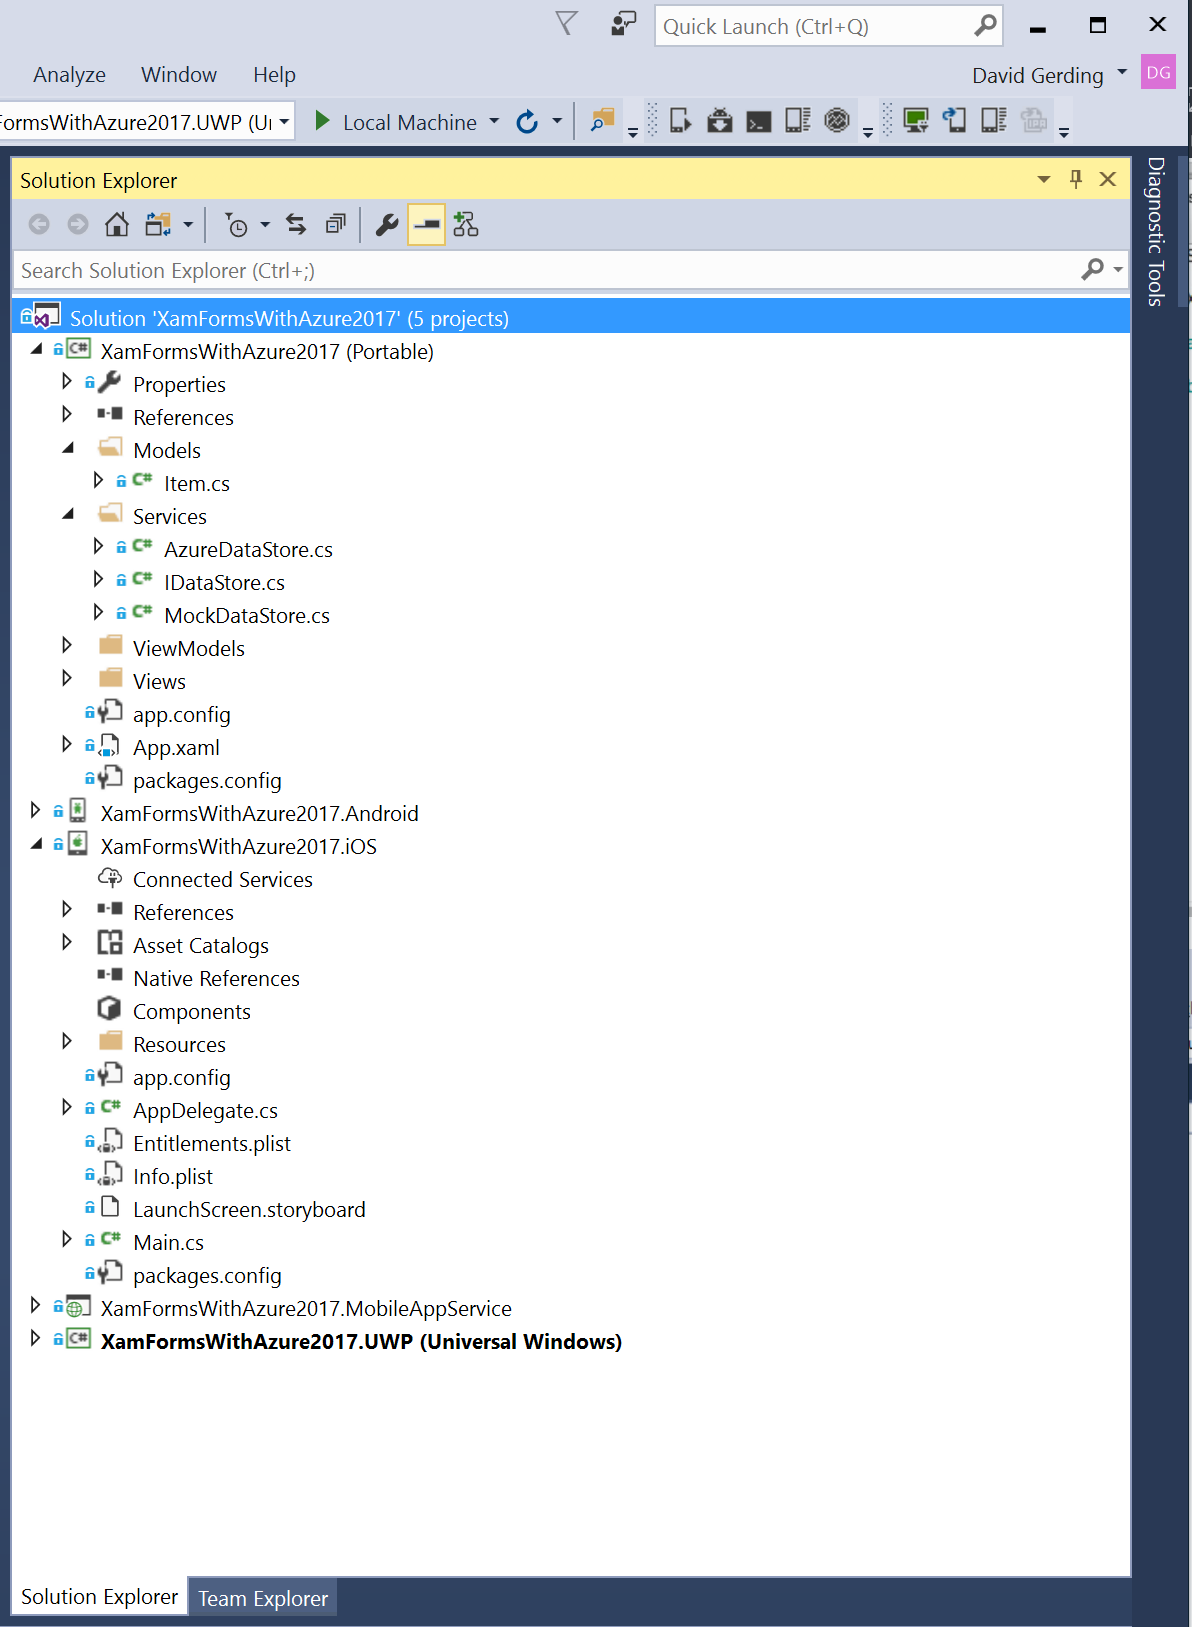 Quick Launch (Ctrl+Q)
Analyze Window Help David Gerding DG
FormsWithAzure2017.UWP (Ui Local Machine
Solution Explorer
Diagnostic Tools
Search Solution Explorer (Ctrl+;)
Solution 'XamFormsWithAzure2017' (5 projects)
C# XamFormsWithAzure2017 (Portable)
Properties
References
Models
C# Item.cs
Services
C# AzureDataStore.cs
C# IDataStore.cs
C# MockDataStore.cs
ViewModels
Views
app.config
App.xaml
packages.config
XamFormsWithAzure2017.Android
XamFormsWithAzure2017.iOS
Connected Services
References
Asset Catalogs
Native References
Components
Resources
app.config
C# AppDelegate.cs
Entitlements.plist
Info.plist
LaunchScreen.storyboard
C# Main.cs
packages.config
XamFormsWithAzure2017.MobileAppService
C# XamFormsWithAzure2017.UWP (Universal Windows)
Solution Explorer Team Explorer